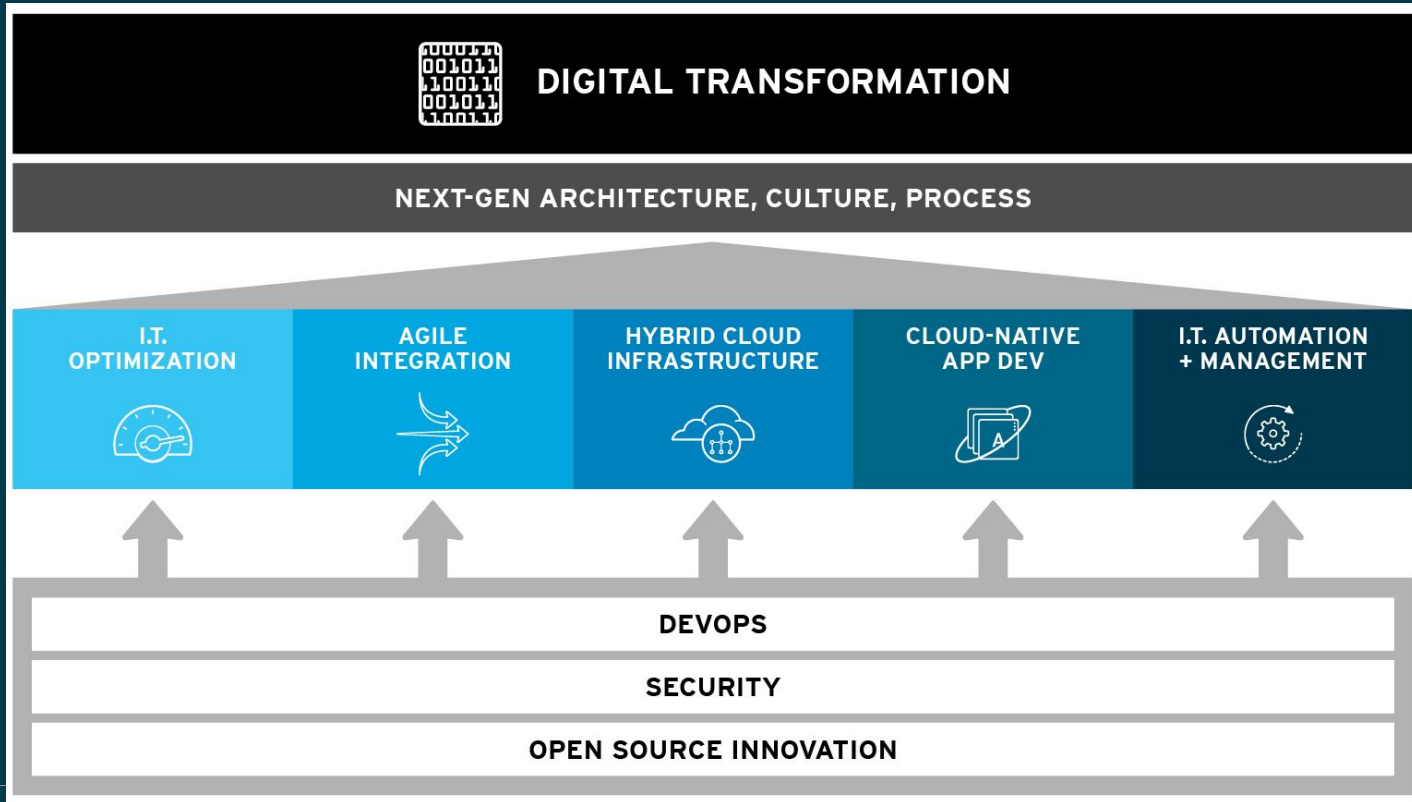 DIGITAL TRANSFORMATION
NEXT-GEN ARCHITECTURE, CULTURE, PROCESS
I.T.
OPTIMIZATION
AGILE
INTEGRATION
HYBRID CLOUD
INFRASTRUCTURE
CLOUD-NATIVE
APP DEV
A
I.T. AUTOMATION
+ MANAGEMENT
DEVOPS
SECURITY
OPEN SOURCE INNOVATION